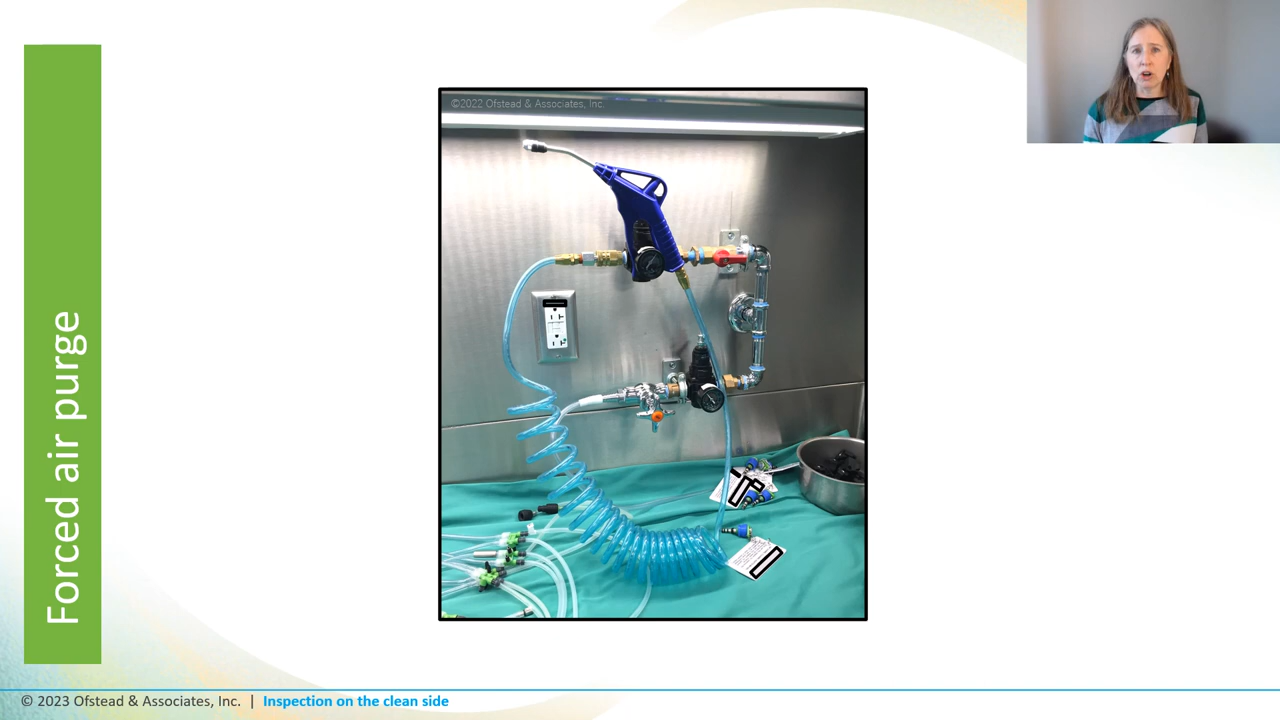 Forced air purge
©2022 Ofstead & Associates, Inc.
© 2023 Ofstead & Associates, Inc. | Inspection on the clean side